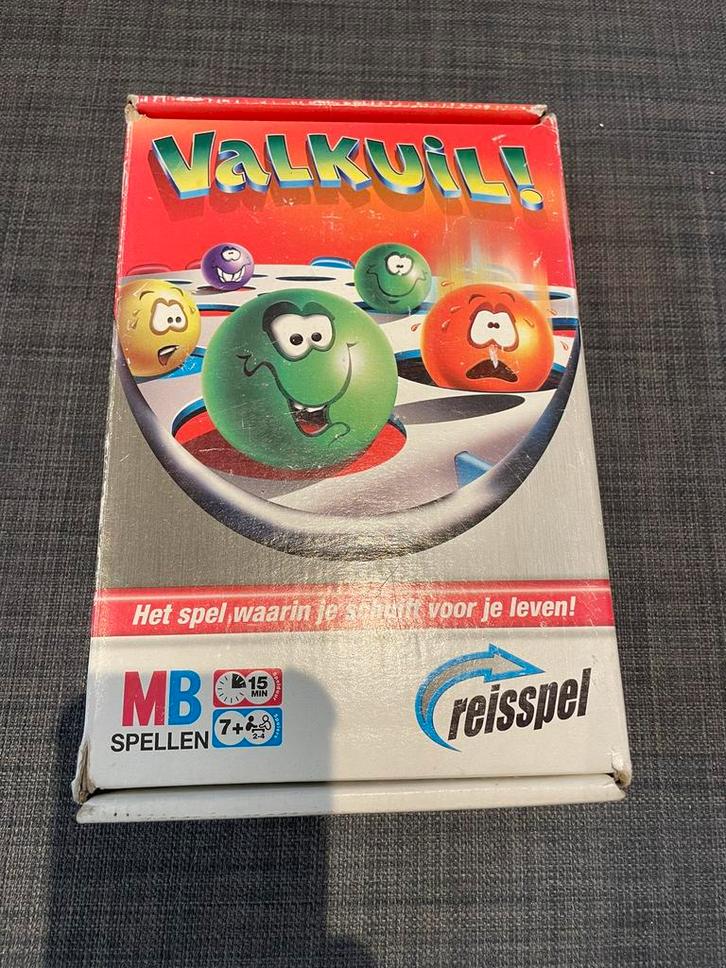 VALKUIL!
Het spel waarin je schuift voor je leven!
MB
SPELLEN
15
MIN
7+
2-4
reisspel